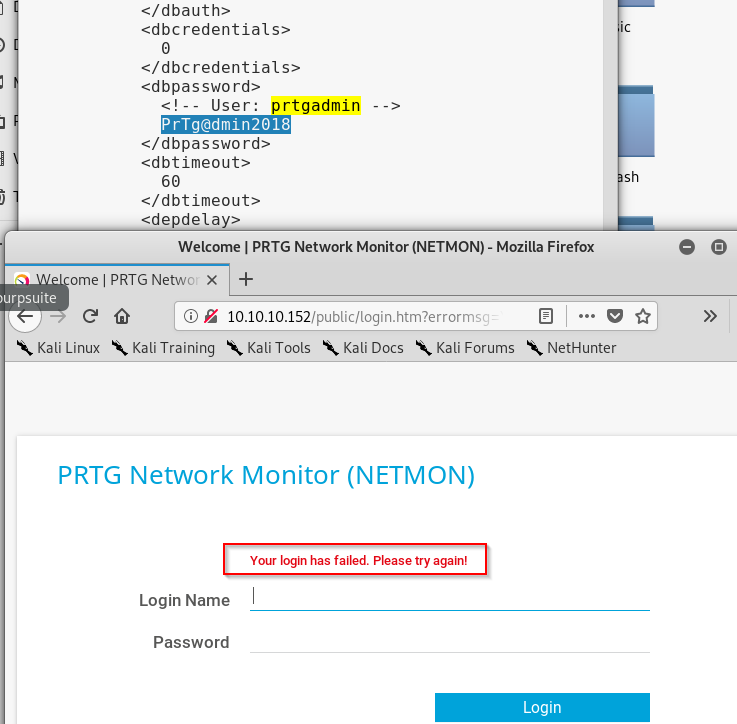 </dbauth>
<dbcredentials>
0
</dbcredentials>
<dbpassword>
<!-- User: prtgadmin -->
PrTg@dmin2018
</dbpassword>
<dbtimeout>
60
</dbtimeout>
<depdelay>
sic
ash
Welcome | PRTG Network Monitor (NETMON) - Mozilla Firefox
Welcome | PRTG Networ
burpsuite
10.10.10.152/public/login.htm?errormsg=
Kali Linux Kali Training Kali Tools Kali Docs Kali Forums NetHunter
PRTG Network Monitor (NETMON)
Your login has failed. Please try again!
Login Name
Password
Login